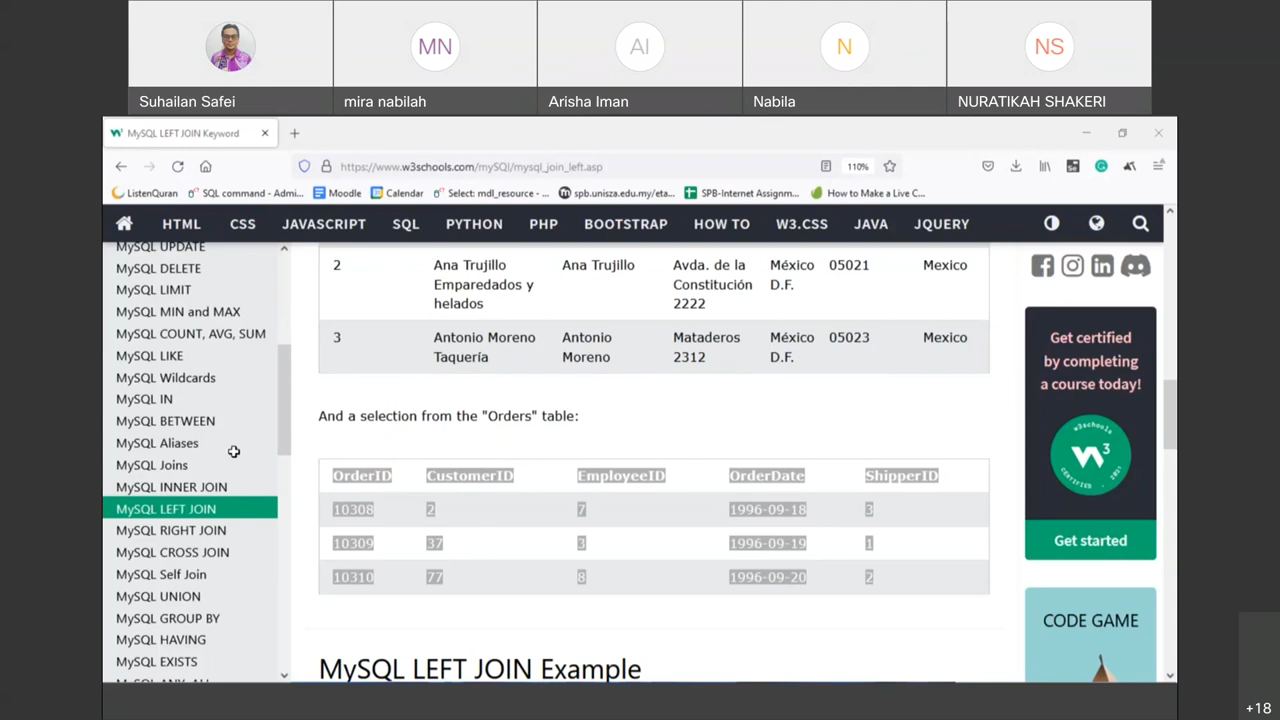 MN
AI
N
NS
Suhailan Safei
mira nabilah
Arisha Iman
Nabila
NURATIKAH SHAKERI
MySQL LEFT JOIN Keyword
https://www.w3schools.com/mySQl/mysql_join_left.asp
110%
ListenQuran
SQL command - Admi...
Moodle
Calendar
Select: mdl_resource - ...
spb.unisza.edu.my/eta...
SPB-Internet Assignm...
How to Make a Live C...
HTML CSS JAVASCRIPT SQL PYTHON PHP BOOTSTRAP HOW TO W3.CSS JAVA JQUERY
MySQL UPDATE
MySQL DELETE
MySQL LIMIT
MySQL MIN and MAX
MySQL COUNT, AVG, SUM
MySQL LIKE
MySQL Wildcards
MySQL IN
MySQL BETWEEN
MySQL Aliases
MySQL Joins
MySQL INNER JOIN
MySQL LEFT JOIN
MySQL RIGHT JOIN
MySQL CROSS JOIN
MySQL Self Join
MySQL UNION
MySQL GROUP BY
MySQL HAVING
MySQL EXISTS
2 Ana Trujillo Ana Trujillo Avda. de la México 05021 Mexico
Emparedados y Constitución D.F.
helados 2222
3 Antonio Moreno Antonio Mataderos México 05023 Mexico
Taquería Moreno 2312 D.F.
And a selection from the "Orders" table:
OrderID CustomerID EmployeeID OrderDate ShipperID
10308 2 7 1996-09-18 3
10309 37 3 1996-09-19 1
10310 77 8 1996-09-20 2
MySQL LEFT JOIN Example
Get certified
by completing
a course today!
w3schools
W3
CERTIFIED . 2021
Get started
CODE GAME
+18